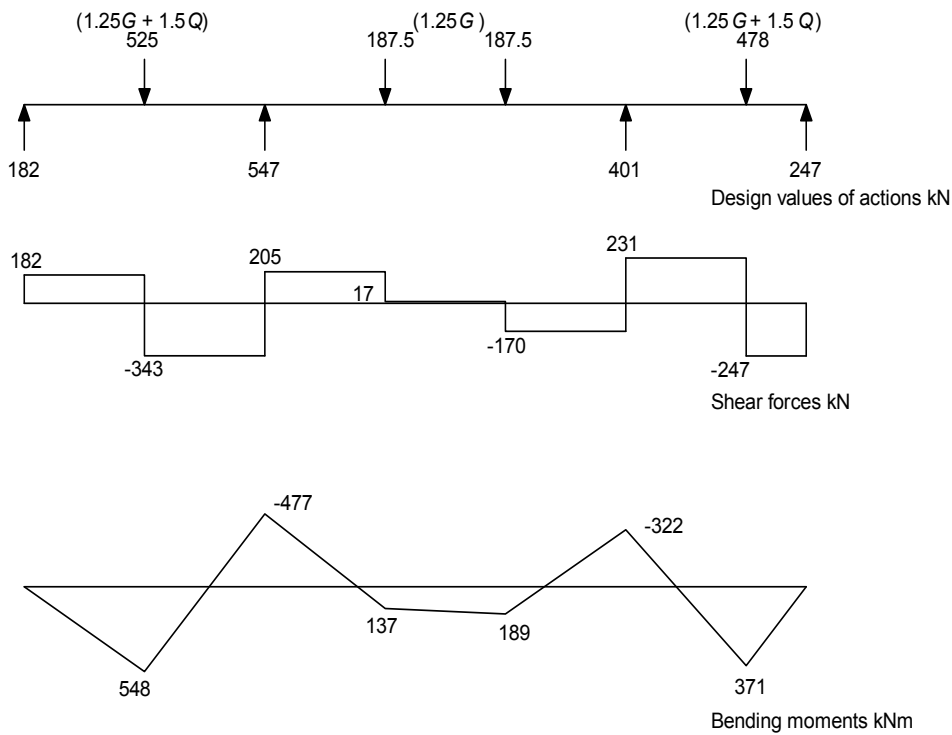 (1.25G + 1.5Q) (1.25G) (1.25G + 1.5Q)
525 187.5 187.5 478
182 547 401 247
Design values of actions kN
182 205 231
17
-343 -170 -247
Shear forces kN
-477 -322
137 189
548 371
Bending moments kNm